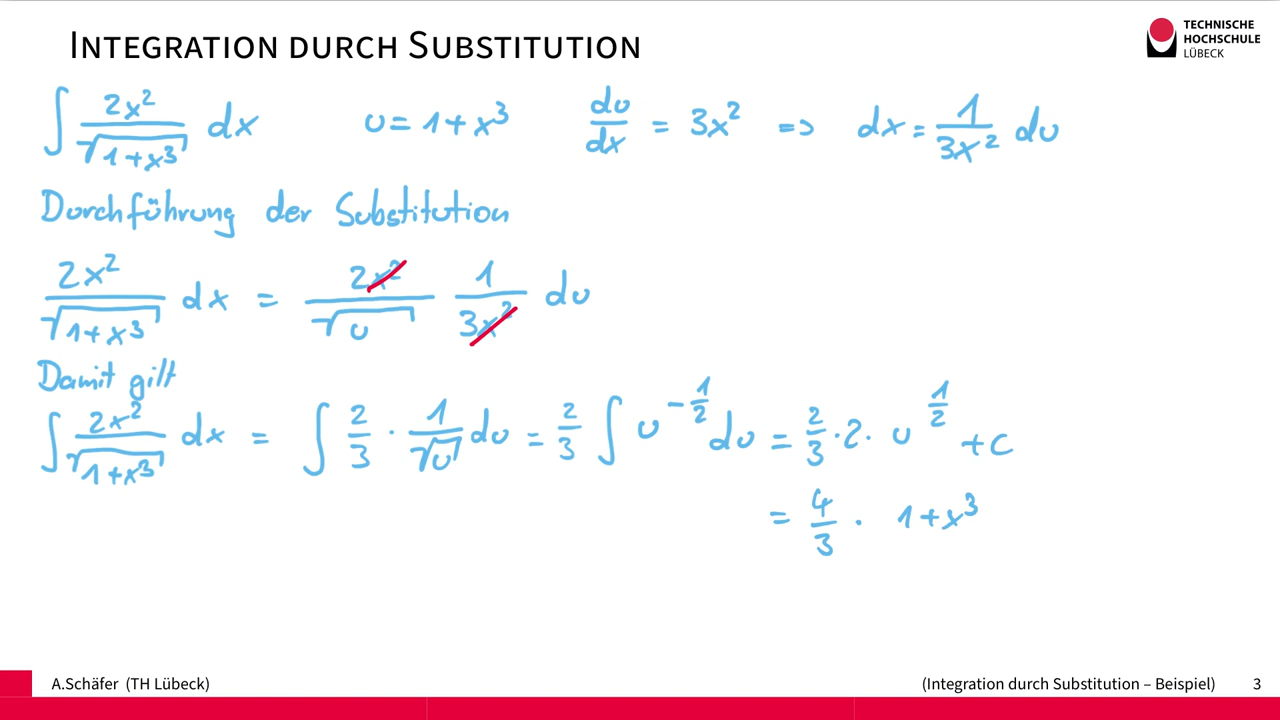 INTEGRATION DURCH SUBSTITUTION
TECHNISCHE
HOCHSCHULE
LÜBECK
∫ 2x²/√(1+x³) dx   u = 1+x³   du/dx = 3x² ⇒ dx = 1/(3x²) du
Durchführung der Substitution
2x²/√(1+x³) dx = 2x²/√u 1/(3x²) du
Damit gilt
∫ 2x²/√(1+x³) dx = ∫ 2/3 · 1/√u du = 2/3 ∫ u^(-1/2) du = 2/3 · 2 · u^(1/2) + c
= 4/3 · 1+x³
A.Schäfer (TH Lübeck)   (Integration durch Substitution – Beispiel)   3